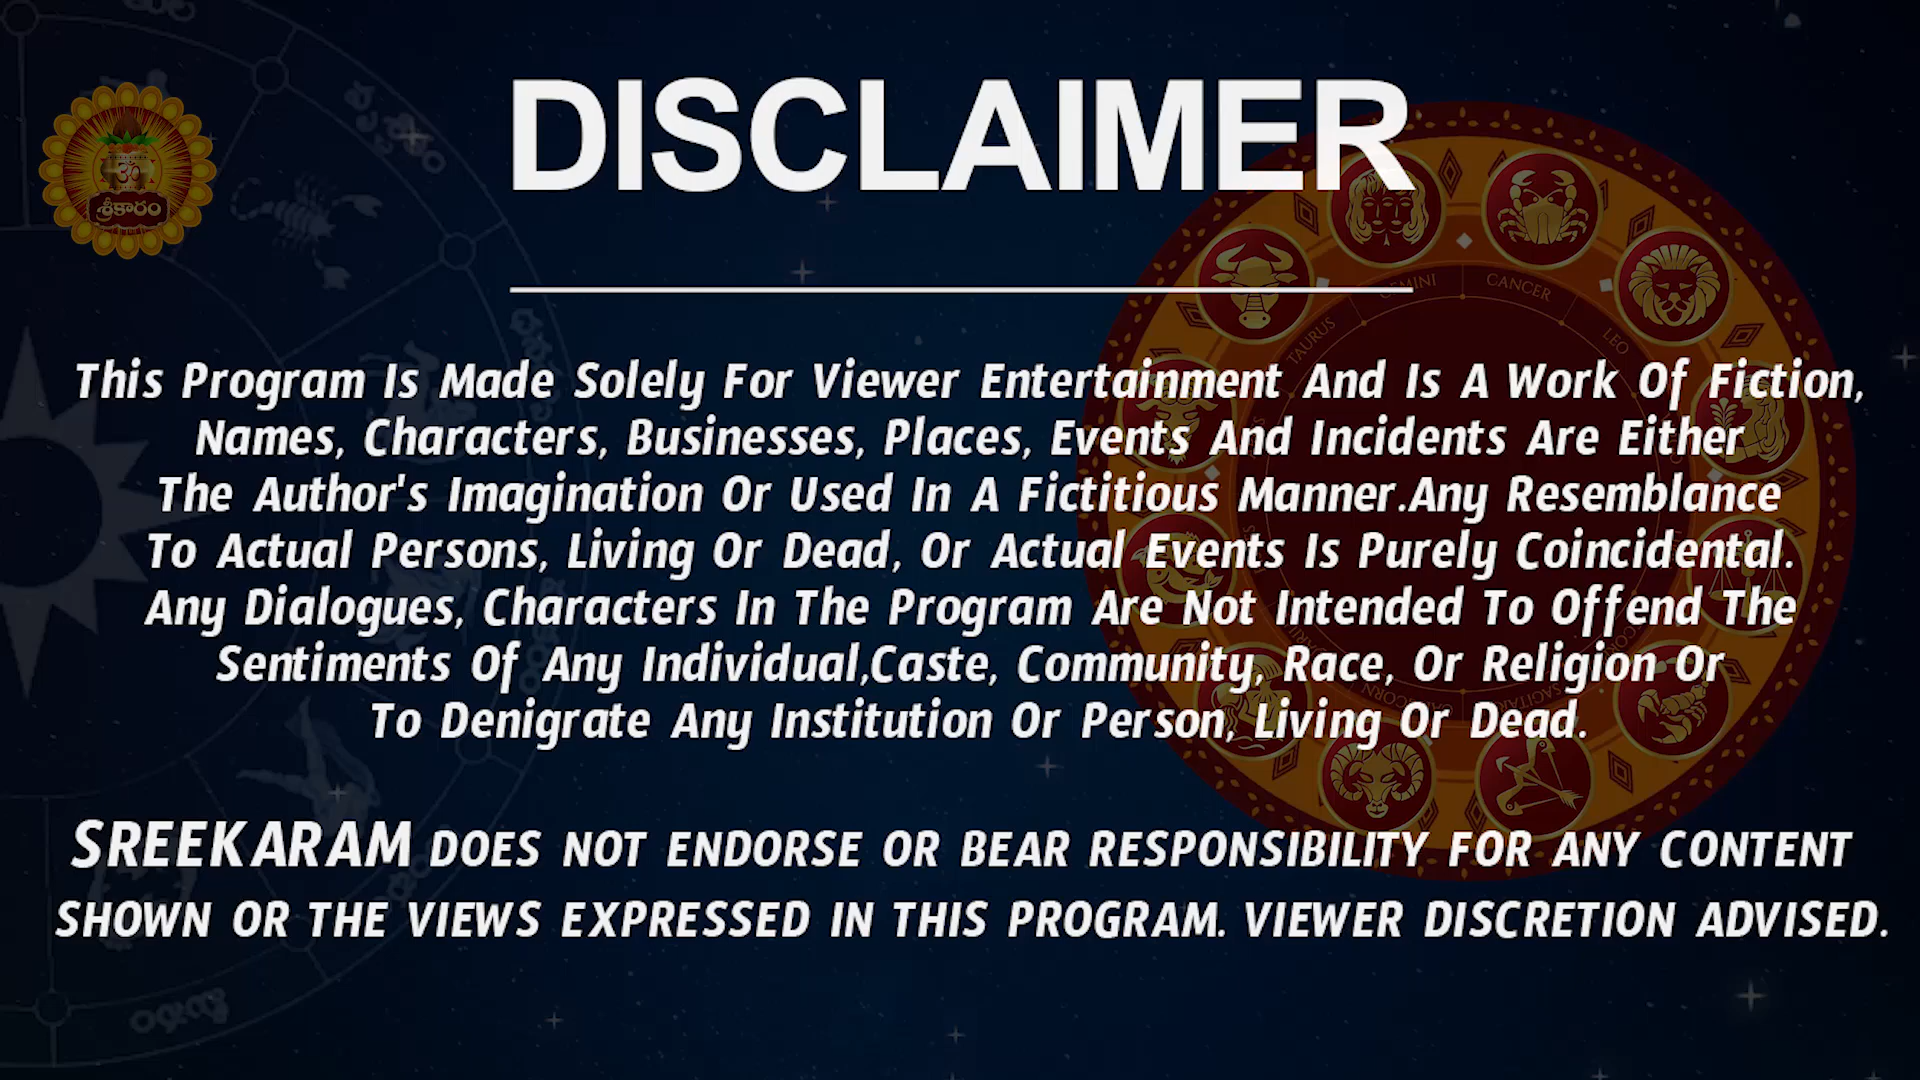 DISCLAIMER
ఓం
శ్రీకారం
GEMINI
CANCER
TAURUS
LEO
This Program Is Made Solely For Viewer Entertainment And Is A Work Of Fiction,
Names, Characters, Businesses, Places, Events And Incidents Are Either
The Author's Imagination Or Used In A Fictitious Manner.Any Resemblance
To Actual Persons, Living Or Dead, Or Actual Events Is Purely Coincidental.
Any Dialogues, Characters In The Program Are Not Intended To Offend The
Sentiments Of Any Individual,Caste, Community, Race, Or Religion Or
To Denigrate Any Institution Or Person, Living Or Dead.
SREEKARAM DOES NOT ENDORSE OR BEAR RESPONSIBILITY FOR ANY CONTENT
SHOWN OR THE VIEWS EXPRESSED IN THIS PROGRAM. VIEWER DISCRETION ADVISED.